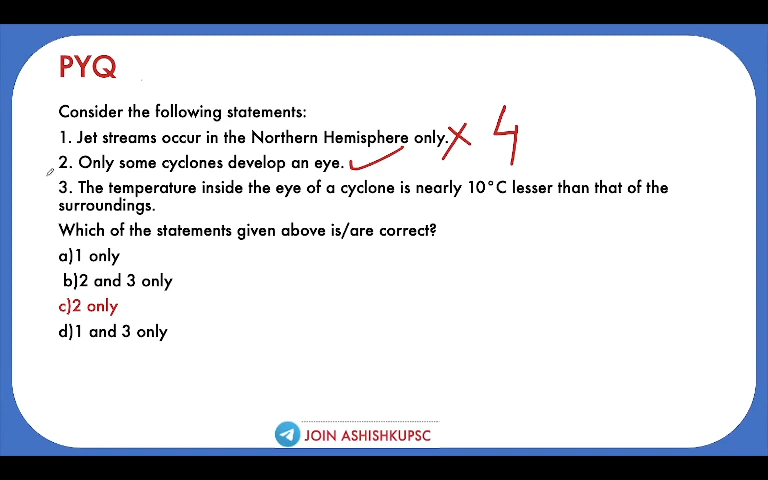 PYQ
Consider the following statements:
1. Jet streams occur in the Northern Hemisphere only. × 4
2. Only some cyclones develop an eye.
3. The temperature inside the eye of a cyclone is nearly 10°C lesser than that of the
surroundings.
Which of the statements given above is/are correct?
a)1 only
b)2 and 3 only
c)2 only
d)1 and 3 only
JOIN ASHISHKUPSC